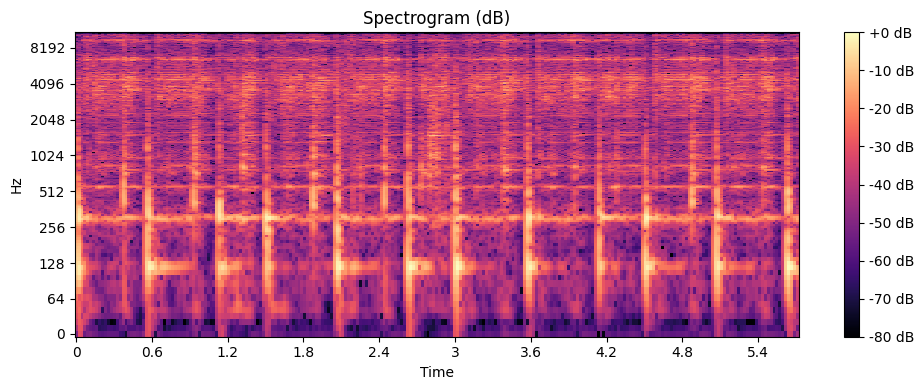 Spectrogram (dB)
8192
4096
2048
1024
512
256
128
64
0
Hz
0
0.6
1.2
1.8
2.4
3
3.6
4.2
4.8
5.4
Time
+0 dB
-10 dB
-20 dB
-30 dB
-40 dB
-50 dB
-60 dB
-70 dB
-80 dB